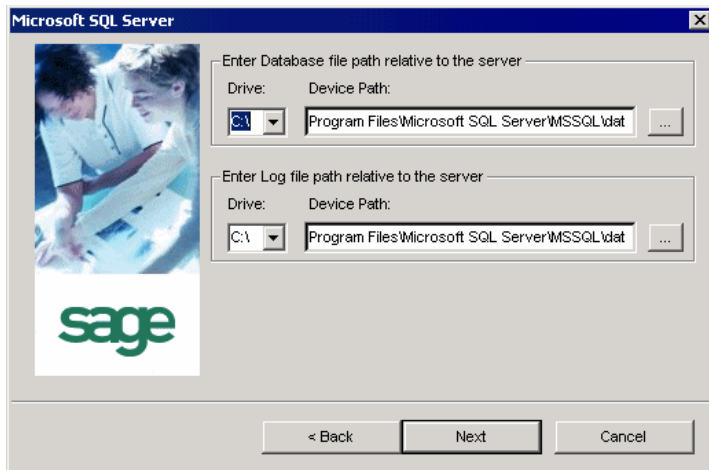 Microsoft SQL Server
Enter Database file path relative to the server
Drive: Device Path:
C:\ Program Files\Microsoft SQL Server\MSSQL\dat ...
Enter Log file path relative to the server
Drive: Device Path:
C:\ Program Files\Microsoft SQL Server\MSSQL\dat ...
sage
< Back Next Cancel